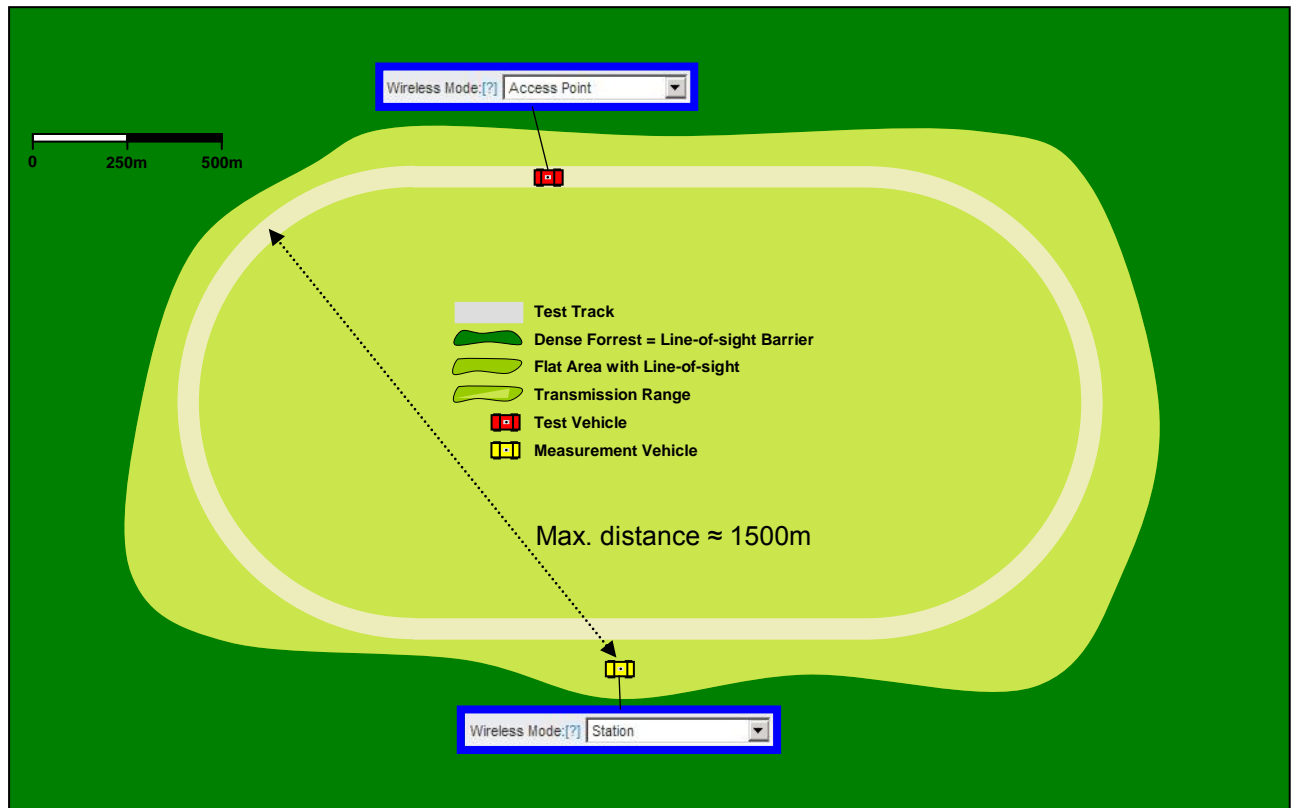 Wireless Mode:[?] Access Point
0 250m 500m
Test Track
Dense Forrest = Line-of-sight Barrier
Flat Area with Line-of-sight
Transmission Range
Test Vehicle
Measurement Vehicle
Max. distance ≈ 1500m
Wireless Mode:[?] Station